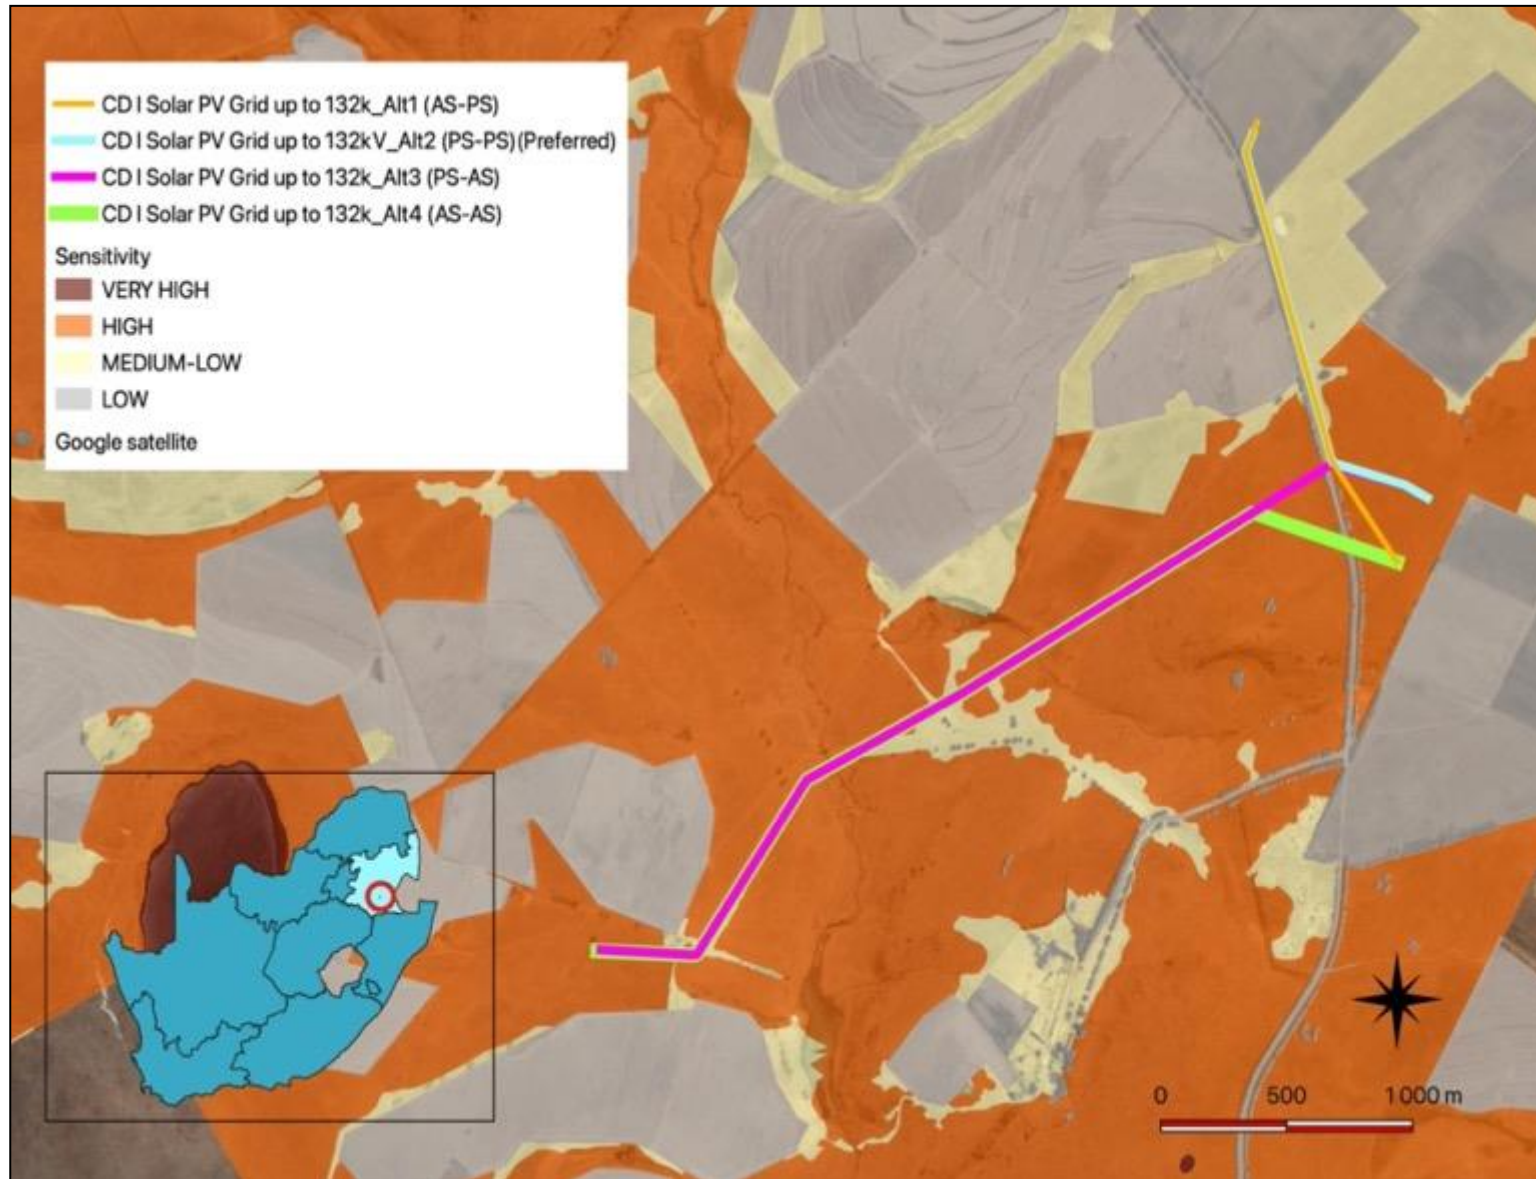 CD I Solar PV Grid up to 132k_Alt1 (AS-PS)
CD I Solar PV Grid up to 132kV_Alt2 (PS-PS)(Preferred)
CD I Solar PV Grid up to 132k_Alt3 (PS-AS)
CD I Solar PV Grid up to 132k_Alt4 (AS-AS)
Sensitivity
VERY HIGH
HIGH
MEDIUM-LOW
LOW
Google satellite
0 500 1 000 m